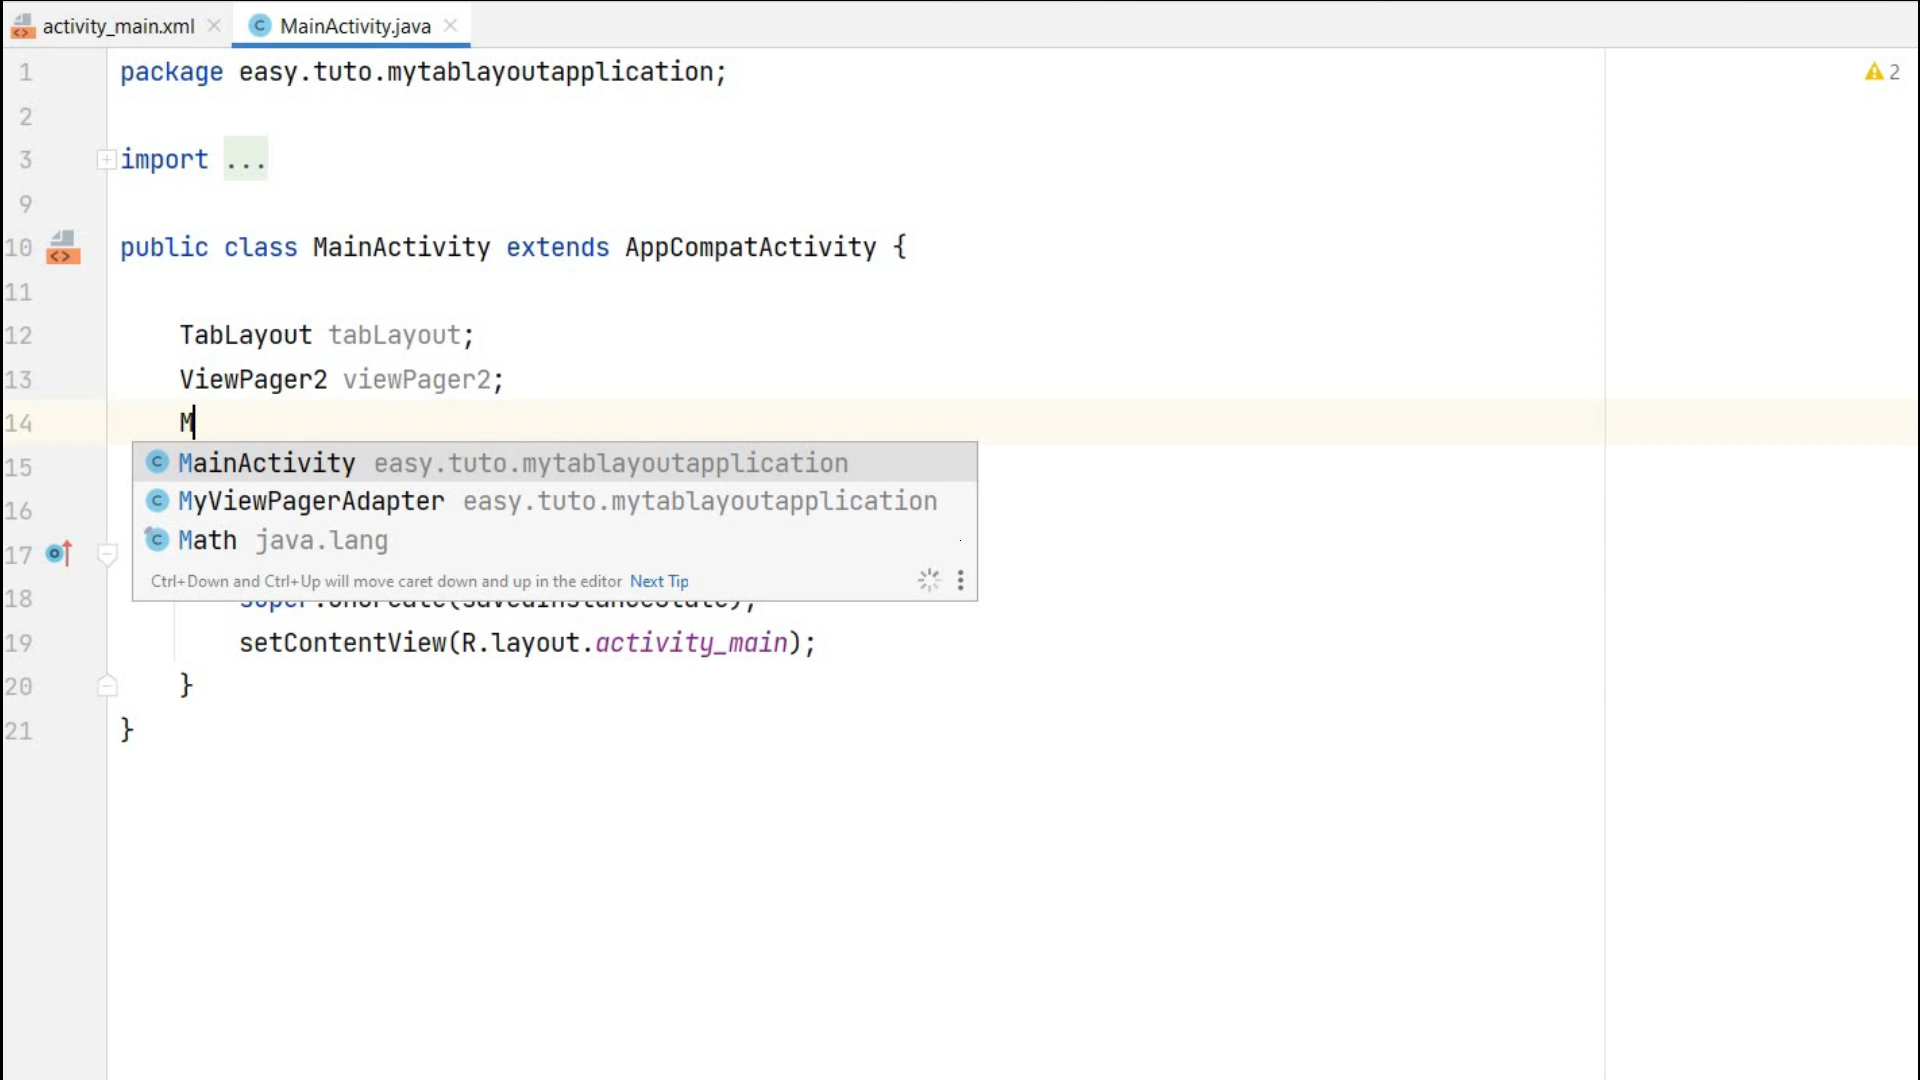 activity_main.xml
MainActivity.java
1 package easy.tuto.mytablayoutapplication;
2
2
3 import ...
9
10 public class MainActivity extends AppCompatActivity {
11
12 TabLayout tabLayout;
13 ViewPager2 viewPager2;
14 M
15 MainActivity easy.tuto.mytablayoutapplication
16 MyViewPagerAdapter easy.tuto.mytablayoutapplication
17 Math java.lang
Ctrl+Down and Ctrl+Up will move caret down and up in the editor Next Tip
18 super.onCreate(savedInstanceState);
19 setContentView(R.layout.activity_main);
20 }
21 }